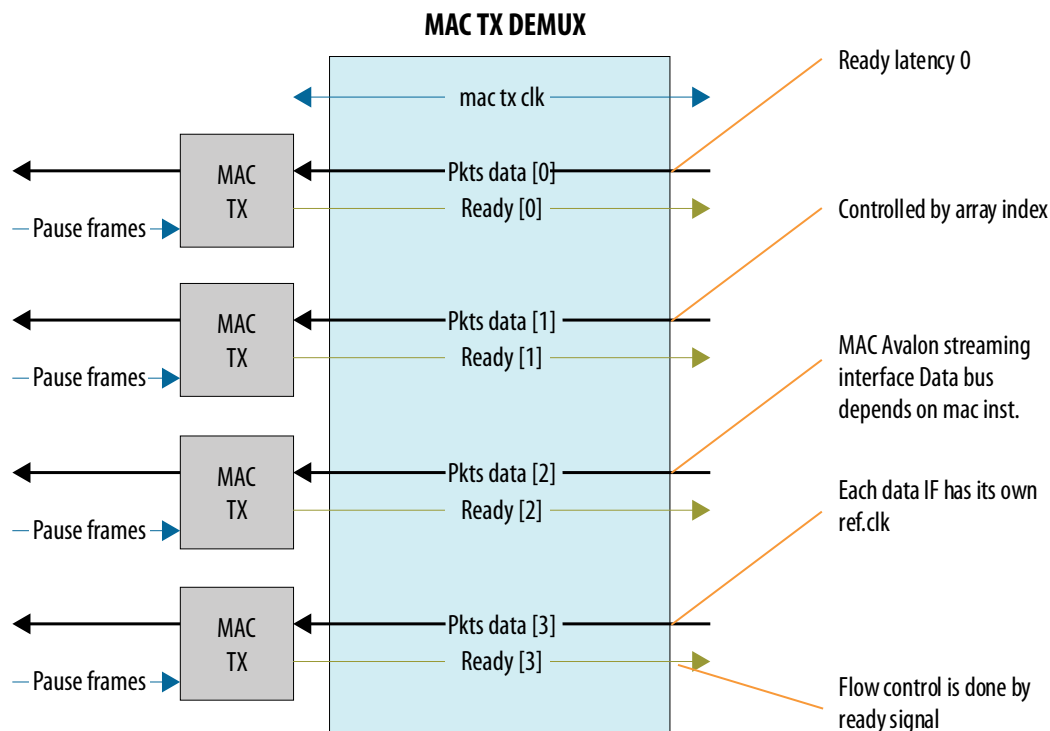 MAC TX DEMUX
Ready latency 0
mac tx clk
MAC
TX
Pkts data [0]
Ready [0]
Pause frames
Controlled by array index
MAC
TX
Pkts data [1]
Ready [1]
Pause frames
MAC Avalon streaming
interface Data bus
depends on mac inst.
MAC
TX
Pkts data [2]
Ready [2]
Pause frames
Each data IF has its own
ref.clk
MAC
TX
Pkts data [3]
Ready [3]
Pause frames
Flow control is done by
ready signal